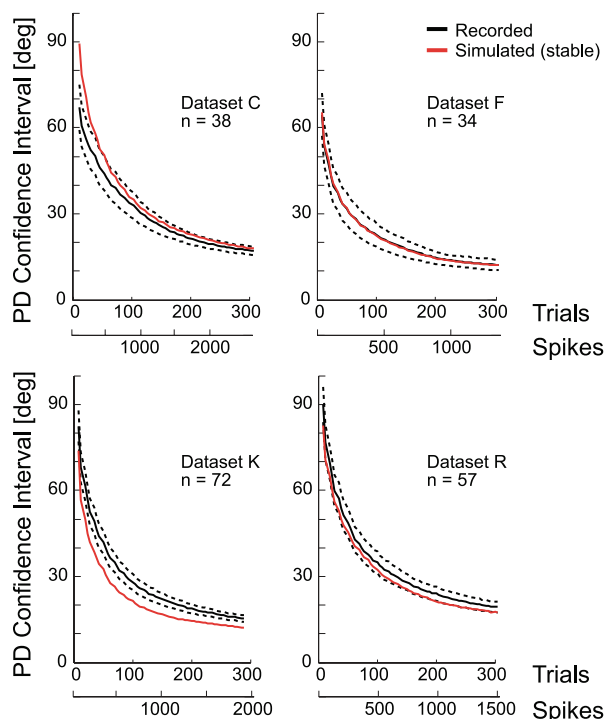 Recorded
Simulated (stable)
PD Confidence Interval [deg]
90
60
30
0
Dataset C
n = 38
0 100 200 300
1000 2000
90
60
30
0
Dataset F
n = 34
0 100 200 300
500 1000
Trials
Spikes
PD Confidence Interval [deg]
90
60
30
0
Dataset K
n = 72
0 100 200 300
1000 2000
90
60
30
0
Dataset R
n = 57
0 100 200 300
500 1000 1500
Trials
Spikes